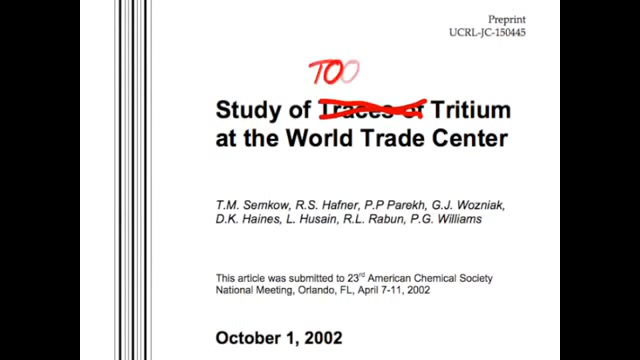 Preprint
UCRL-JC-150445
TOO
Study of Traces of Tritium
at the World Trade Center
T.M. Semkow, R.S. Hafner, P.P Parekh, G.J. Wozniak,
D.K. Haines, L. Husain, R.L. Rabun, P.G. Williams
This article was submitted to 23rd American Chemical Society
National Meeting, Orlando, FL, April 7-11, 2002
October 1, 2002